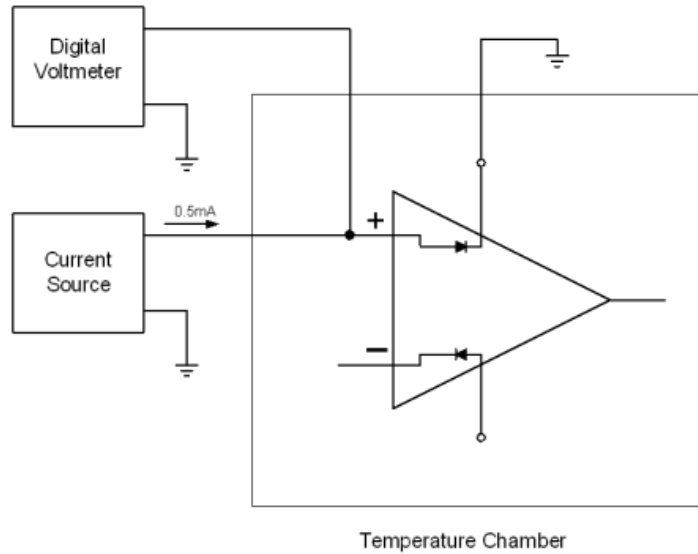 Digital
Voltmeter
0.5mA
Current
Source
+
−
Temperature Chamber